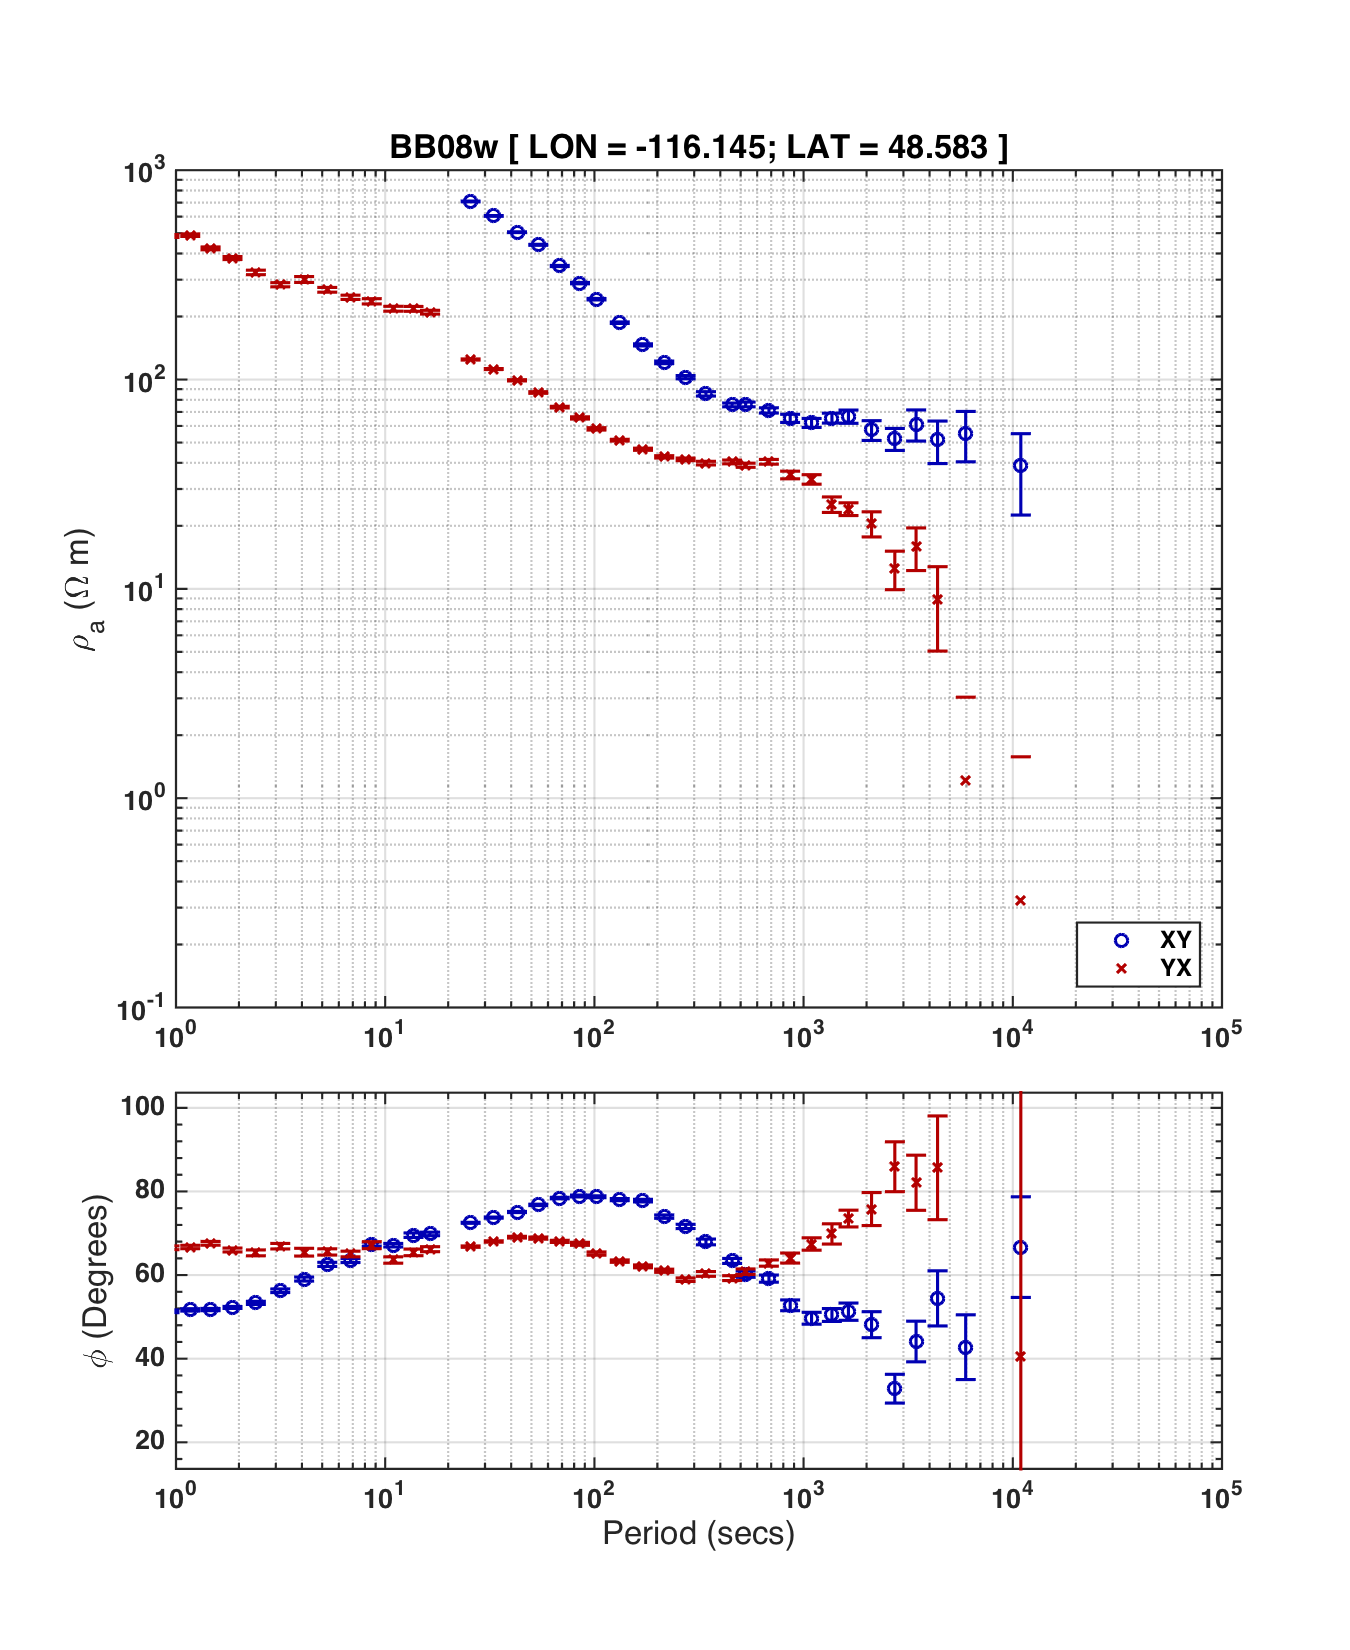 BB08w [ LON = -116.145; LAT = 48.583 ]
10³
10²
10¹
10⁰
10⁻¹
ρₐ (Ω m)
XY
YX
10⁰ 10¹ 10² 10³ 10⁴ 10⁵
100
80
60
40
20
ϕ (Degrees)
10⁰ 10¹ 10² 10³ 10⁴ 10⁵
Period (secs)